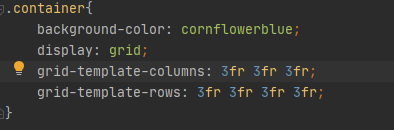 .container{
    background-color: cornflowerblue;
    display: grid;
    grid-template-columns: 3fr 3fr 3fr;
    grid-template-rows: 3fr 3fr 3fr 3fr;
}